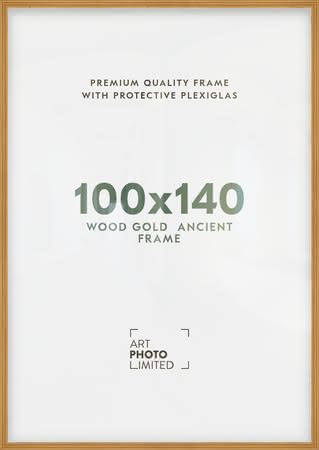 PREMIUM QUALITY FRAME
WITH PROTECTIVE PLEXIGLAS
100x140
WOOD GOLD ANCIENT
FRAME
ART
PHOTO
LIMITED